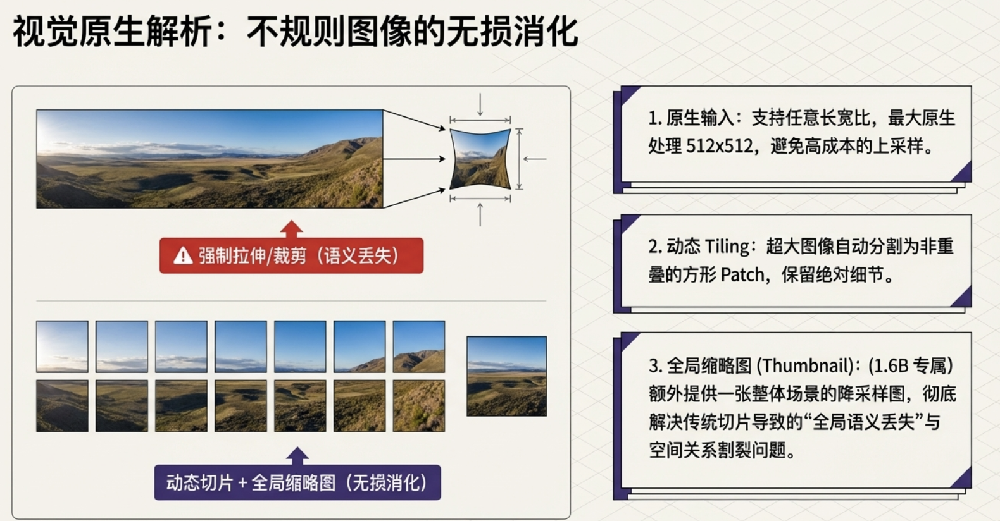 视觉原生解析：不规则图像的无损消化
强制拉伸/裁剪（语义丢失）
动态切片 + 全局缩略图（无损消化）
1. 原生输入：支持任意长宽比，最大原生
处理 512x512，避免高成本的上采样。
2. 动态 Tiling：超大图像自动分割为非重
叠的方形 Patch，保留绝对细节。
3. 全局缩略图 (Thumbnail)：(1.6B 专属)
额外提供一张整体场景的降采样图，彻底
解决传统切片导致的“全局语义丢失”与
空间关系割裂问题。